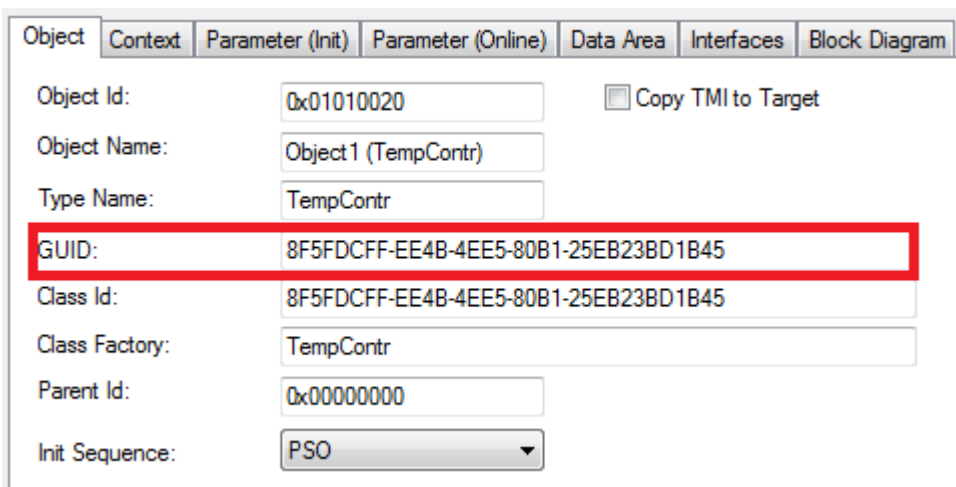 Object Context Parameter (Init) Parameter (Online) Data Area Interfaces Block Diagram
Object Id: 0x01010020 Copy TMI to Target
Object Name: Object1 (TempContr)
Type Name: TempContr
GUID: 8F5FDCFF-EE4B-4EE5-80B1-25EB23BD1B45
Class Id: 8F5FDCFF-EE4B-4EE5-80B1-25EB23BD1B45
Class Factory: TempContr
Parent Id: 0x00000000
Init Sequence: PSO